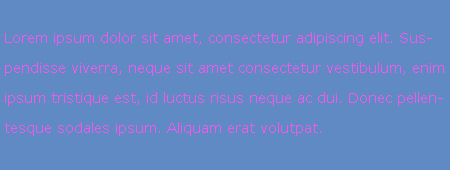 Lorem ipsum dolor sit amet, consectetur adipiscing elit. Sus-
pendisse viverra, neque sit amet consectetur vestibulum, enim
ipsum tristique est, id luctus risus neque ac dui. Donec pellen-
tesque sodales ipsum. Aliquam erat volutpat.